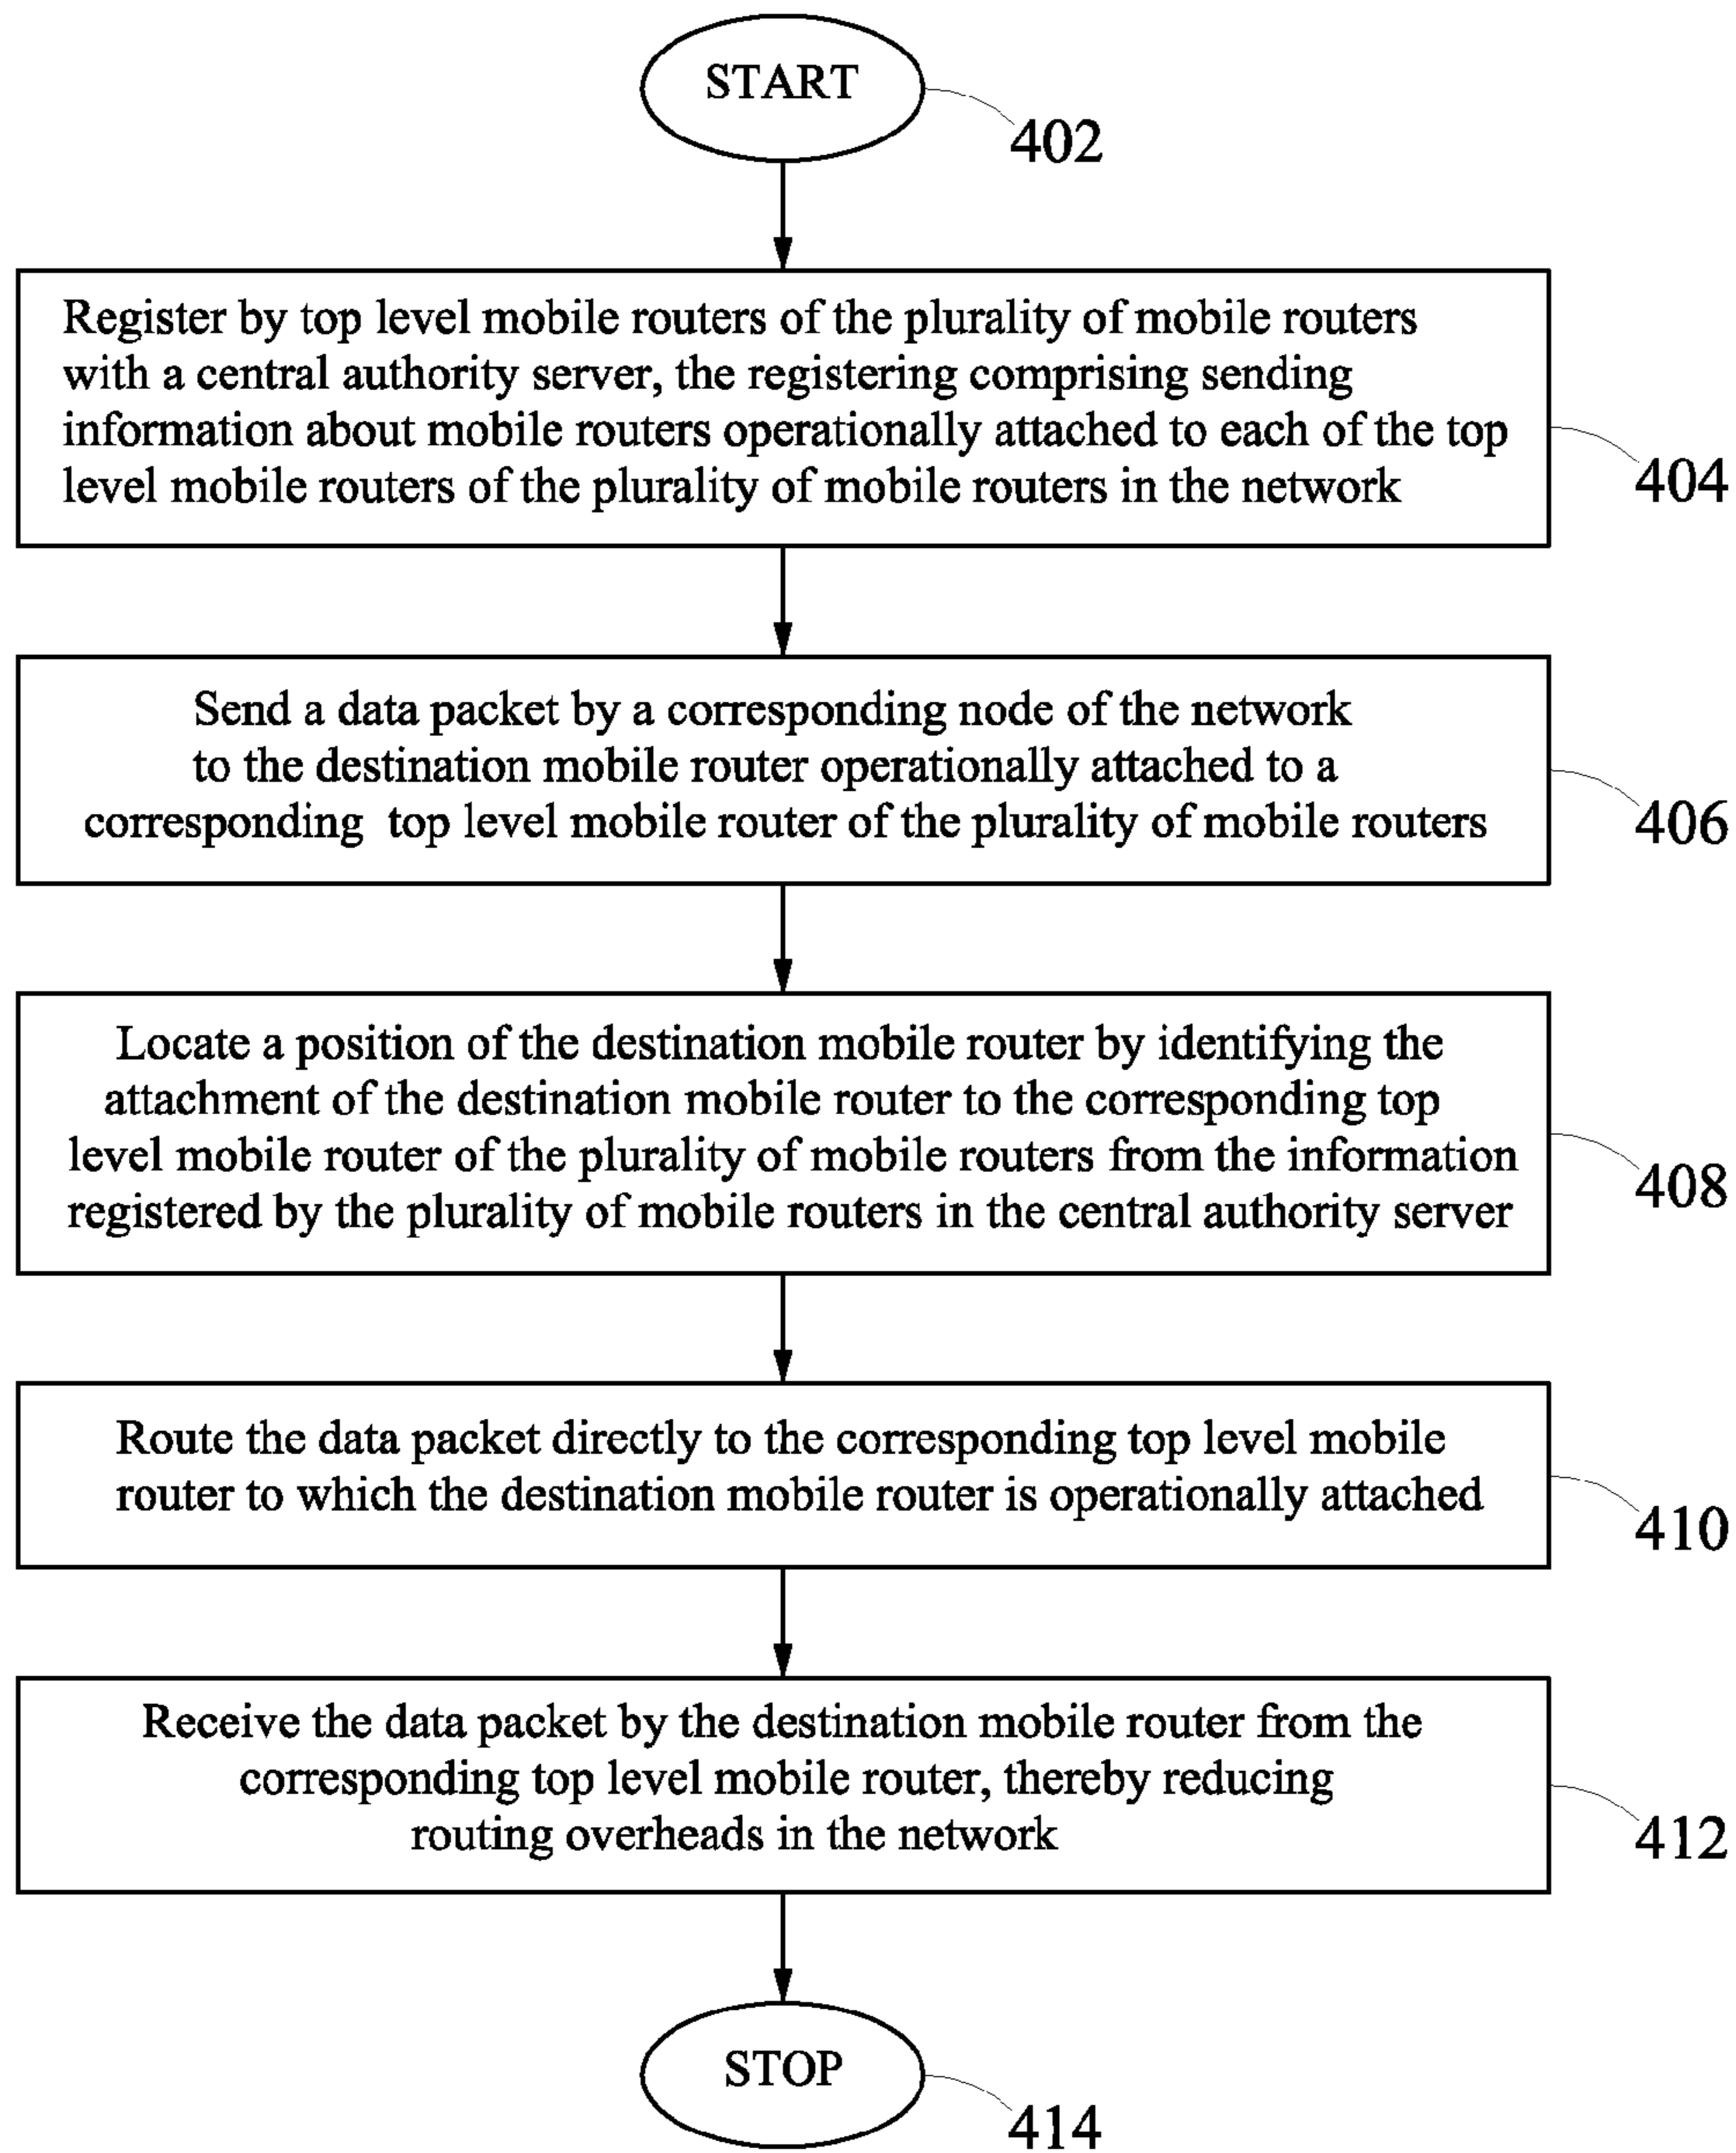 START
402
Register by top level mobile routers of the plurality of mobile routers
with a central authority server, the registering comprising sending
information about mobile routers operationally attached to each of the top
level mobile routers of the plurality of mobile routers in the network
404
Send a data packet by a corresponding node of the network
to the destination mobile router operationally attached to a
corresponding top level mobile router of the plurality of mobile routers
406
Locate a position of the destination mobile router by identifying the
attachment of the destination mobile router to the corresponding top
level mobile router of the plurality of mobile routers from the information
registered by the plurality of mobile routers in the central authority server
408
Route the data packet directly to the corresponding top level mobile
router to which the destination mobile router is operationally attached
410
Receive the data packet by the destination mobile router from the
corresponding top level mobile router, thereby reducing
routing overheads in the network
412
STOP
414